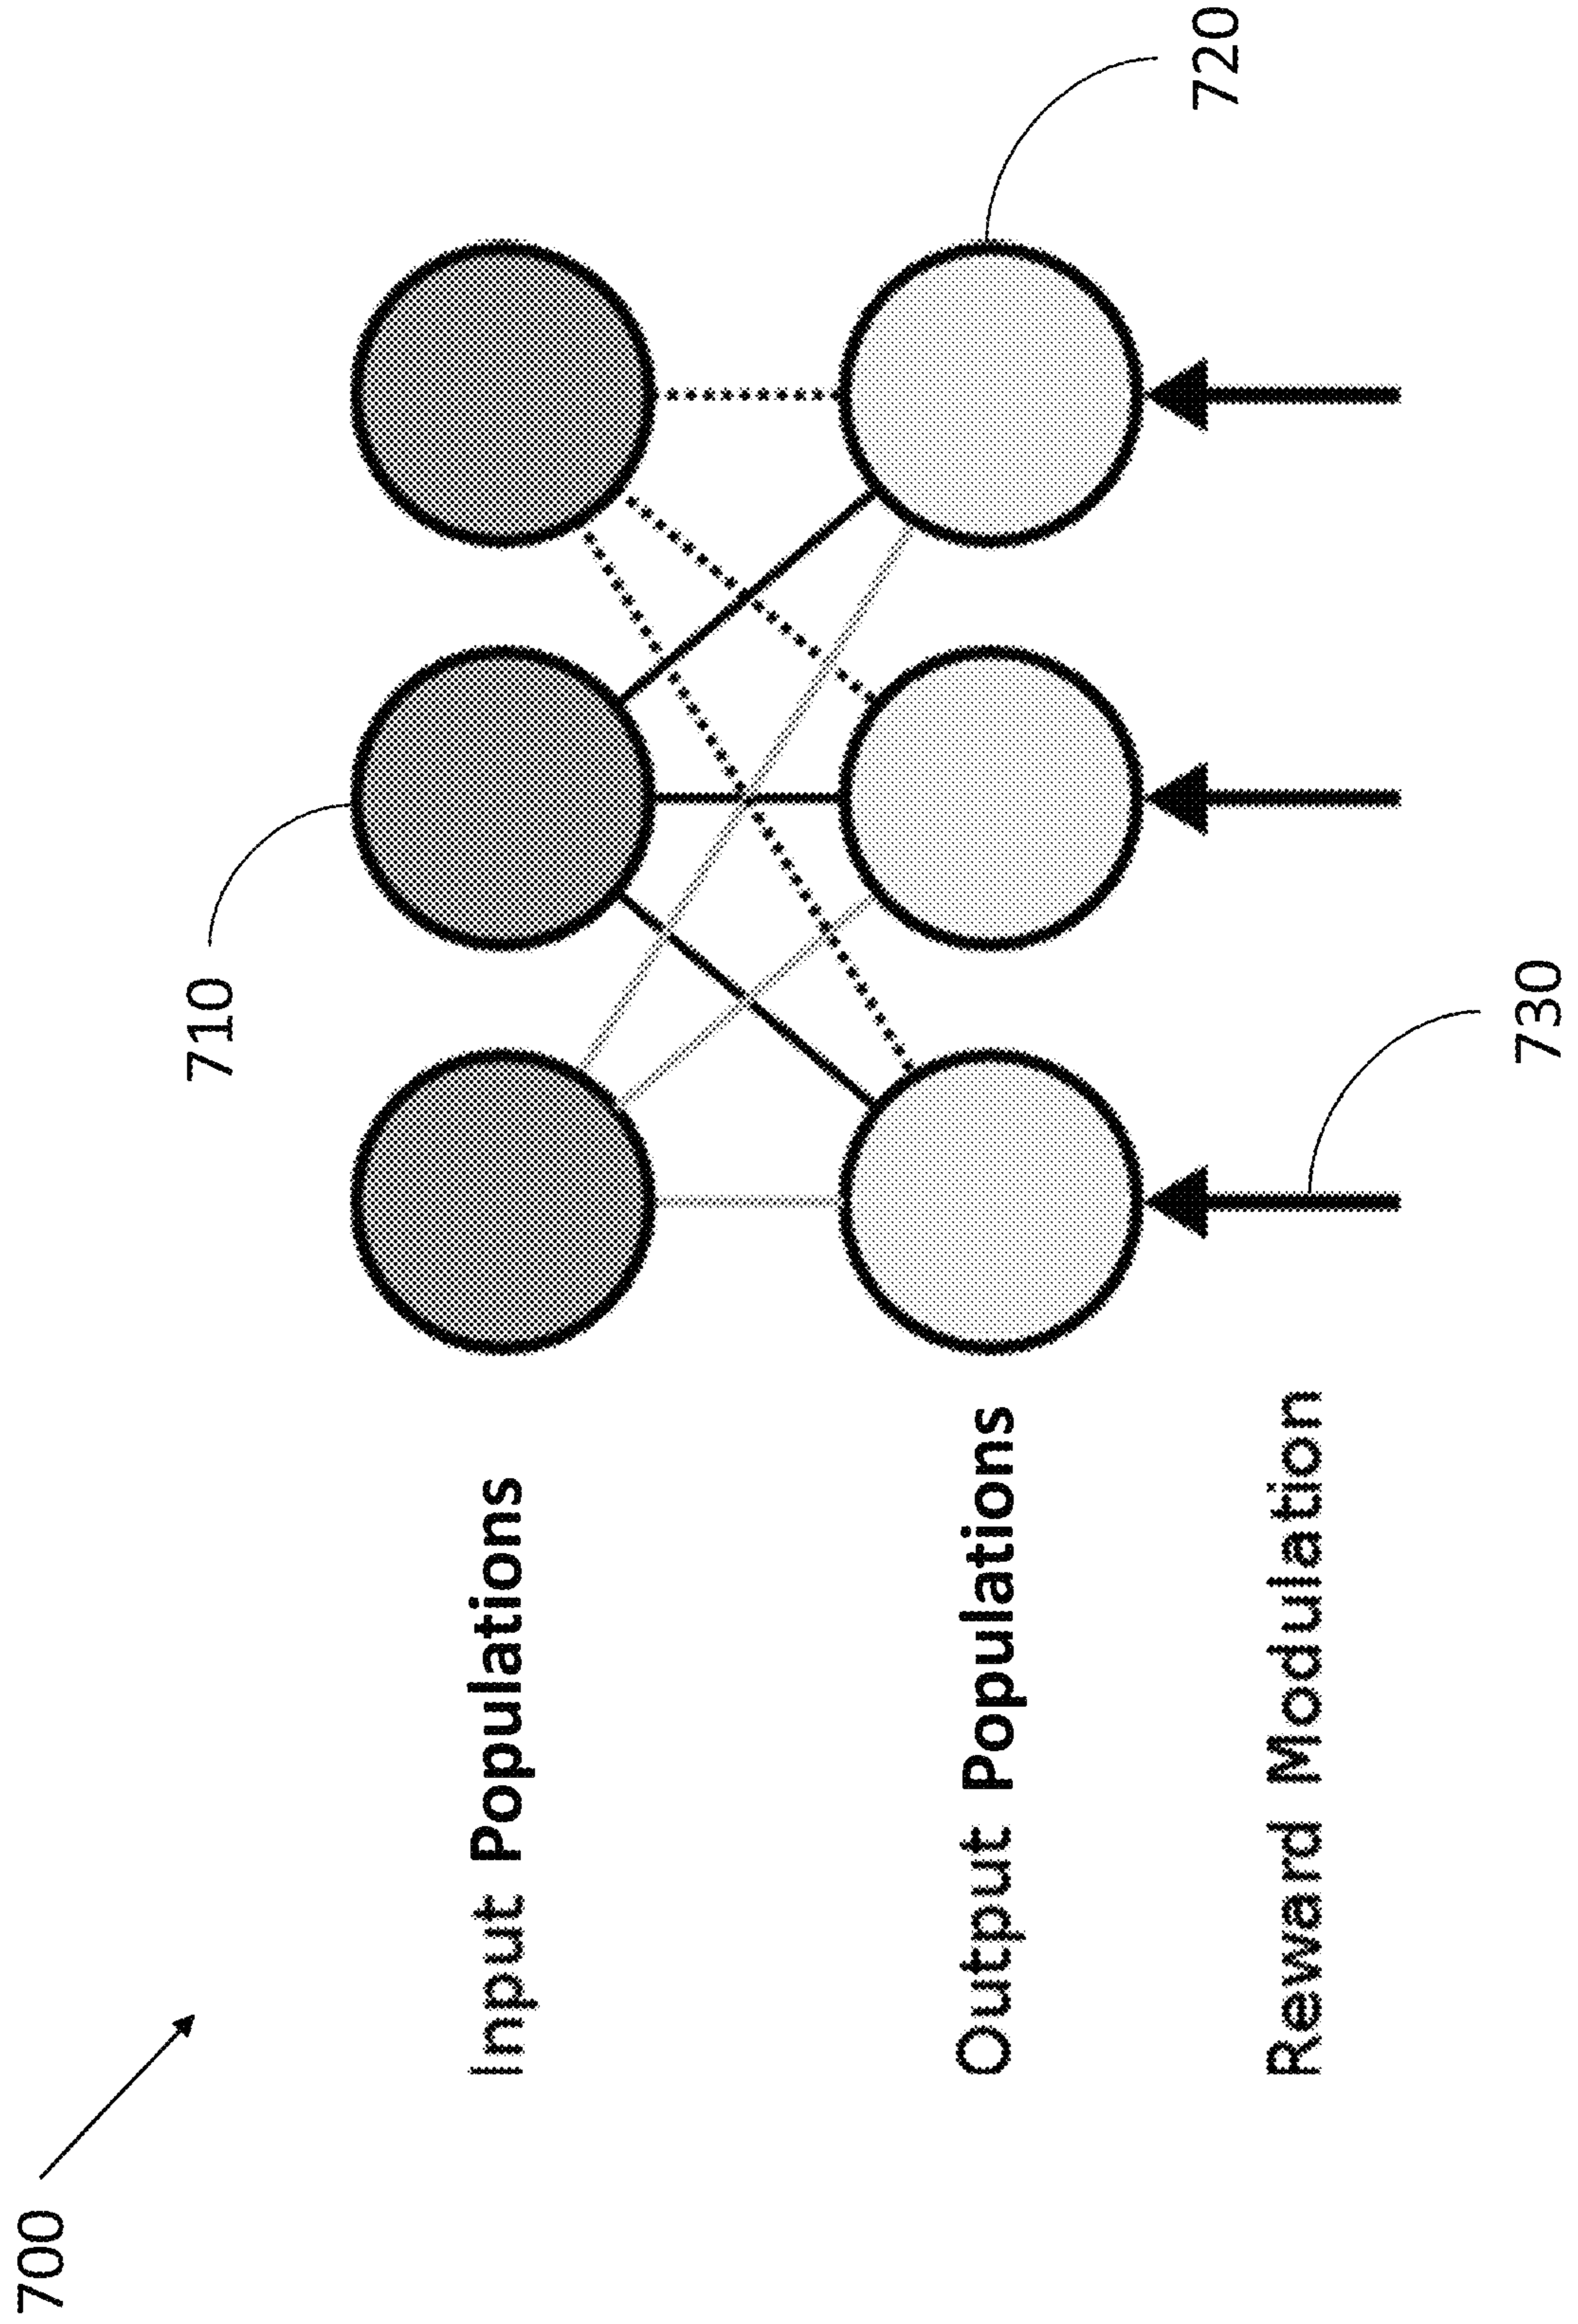 700
710
Input Populations
720
Output Populations
730
Reward Modulation